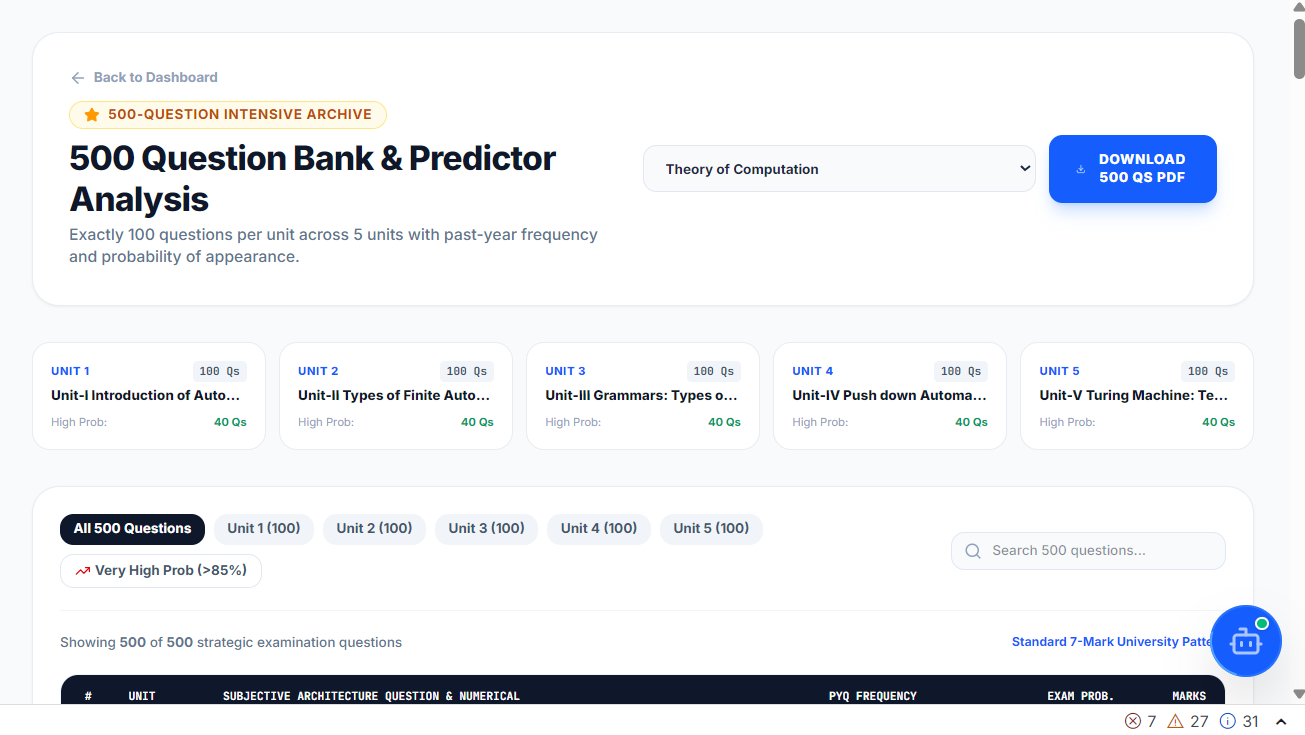 Back to Dashboard
500-QUESTION INTENSIVE ARCHIVE
500 Question Bank & Predictor
Analysis
Exactly 100 questions per unit across 5 units with past-year frequency
and probability of appearance.
Theory of Computation
DOWNLOAD
500 QS PDF
UNIT 1 100 Qs
Unit-I Introduction of Auto...
High Prob: 40 Qs
UNIT 2 100 Qs
Unit-II Types of Finite Auto...
High Prob: 40 Qs
UNIT 3 100 Qs
Unit-III Grammars: Types o...
High Prob: 40 Qs
UNIT 4 100 Qs
Unit-IV Push down Automa...
High Prob: 40 Qs
UNIT 5 100 Qs
Unit-V Turing Machine: Te...
High Prob: 40 Qs
All 500 Questions Unit 1 (100) Unit 2 (100) Unit 3 (100) Unit 4 (100) Unit 5 (100)
Very High Prob (>85%)
Search 500 questions...
Showing 500 of 500 strategic examination questions
Standard 7-Mark University Patte
# UNIT SUBJECTIVE ARCHITECTURE QUESTION & NUMERICAL PYQ FREQUENCY EXAM PROB. MARKS
7 27 31